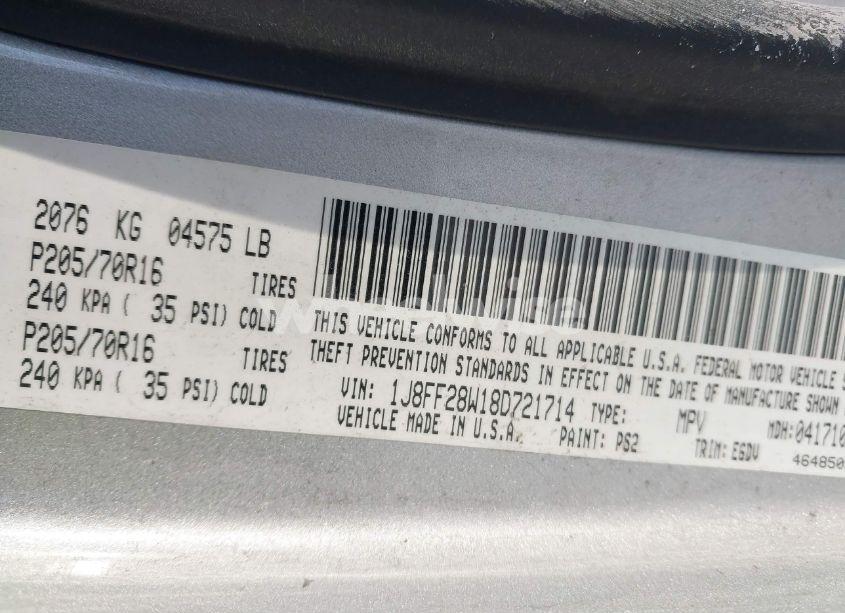 2076 KG 04575 LB
P205/70R16 TIRES
240 KPA ( 35 PSI) COLD
P205/70R16 TIRES
240 KPA ( 35 PSI) COLD
THIS VEHICLE CONFORMS TO ALL APPLICABLE U.S.A. FEDERAL MOTOR VEHICLE S
THEFT PREVENTION STANDARDS IN EFFECT ON THE DATE OF MANUFACTURE SHOWN
VIN: 1J8FF28W18D721714 TYPE: MPV MDH:041710
VEHICLE MADE IN U.S.A. PAINT: PS2 TRIM: E6DV
464850
wheelwise